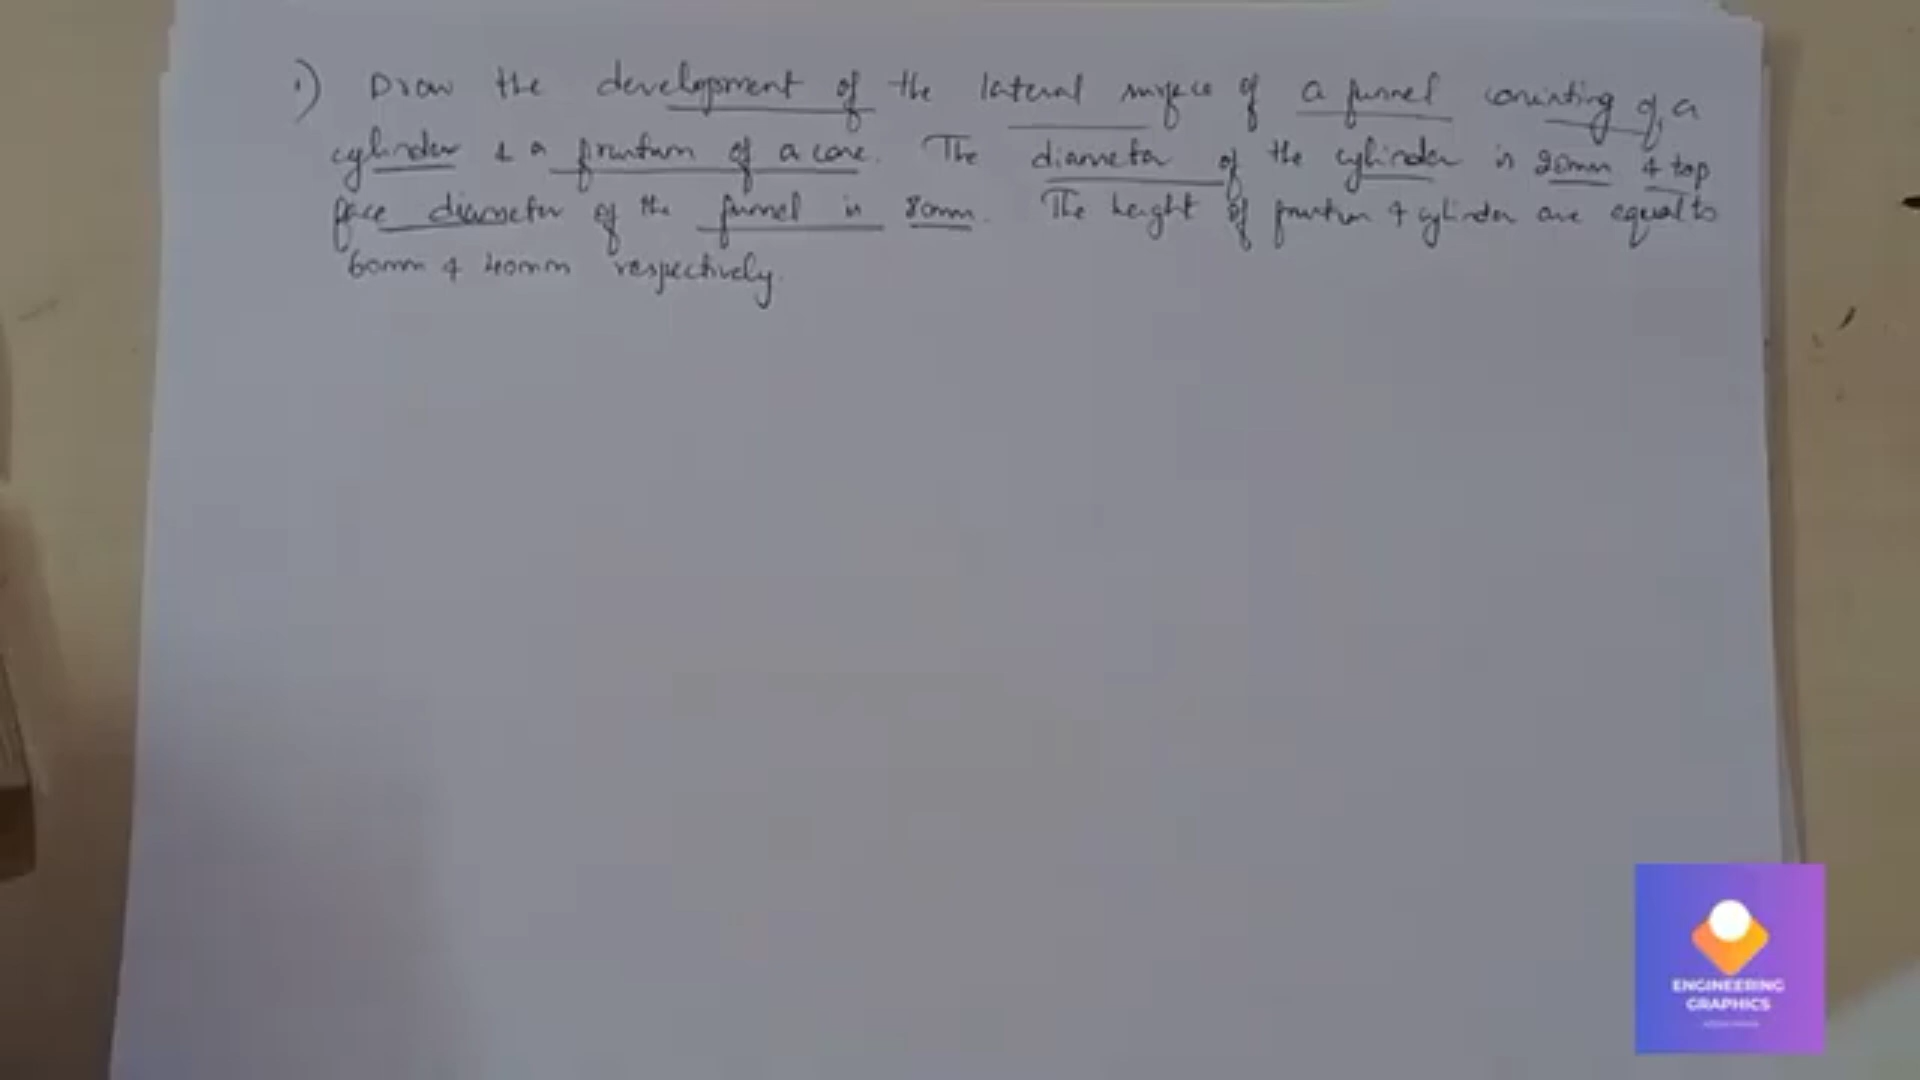 1) Draw the development of the lateral surface of a funnel consisting of a
cylinder & a frustum of a cone. The diameter of the cylinder is 20mm & top
face diameter of the funnel is 80mm. The height of frustum & cylinder are equal to
60mm & 40mm respectively.
ENGINEERING
GRAPHICS